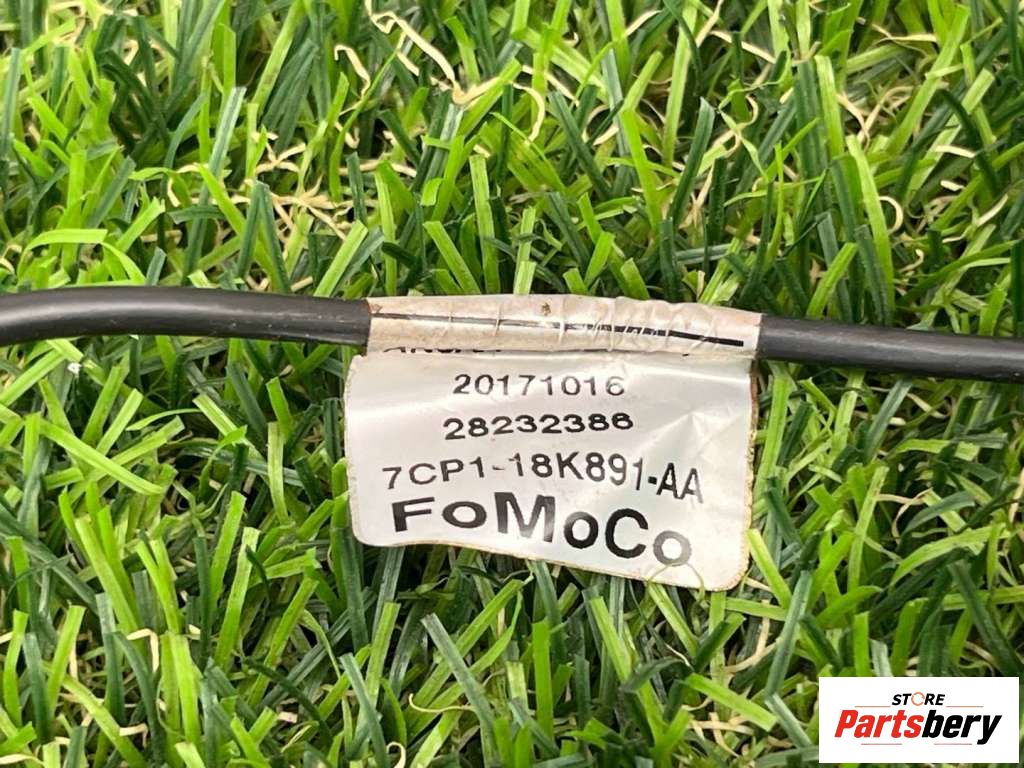 20171016
28232386
7CP1-18K891-AA
FoMoCo
STORE
Partsbery